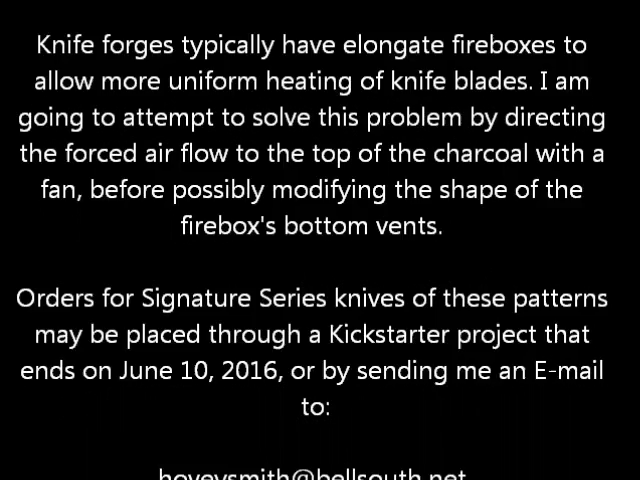 Knife forges typically have elongate fireboxes to
allow more uniform heating of knife blades. I am
going to attempt to solve this problem by directing
the forced air flow to the top of the charcoal with a
fan, before possibly modifying the shape of the
firebox's bottom vents.
Orders for Signature Series knives of these patterns
may be placed through a Kickstarter project that
ends on June 10, 2016, or by sending me an E-mail
to:
hoveysmith@bellsouth.net